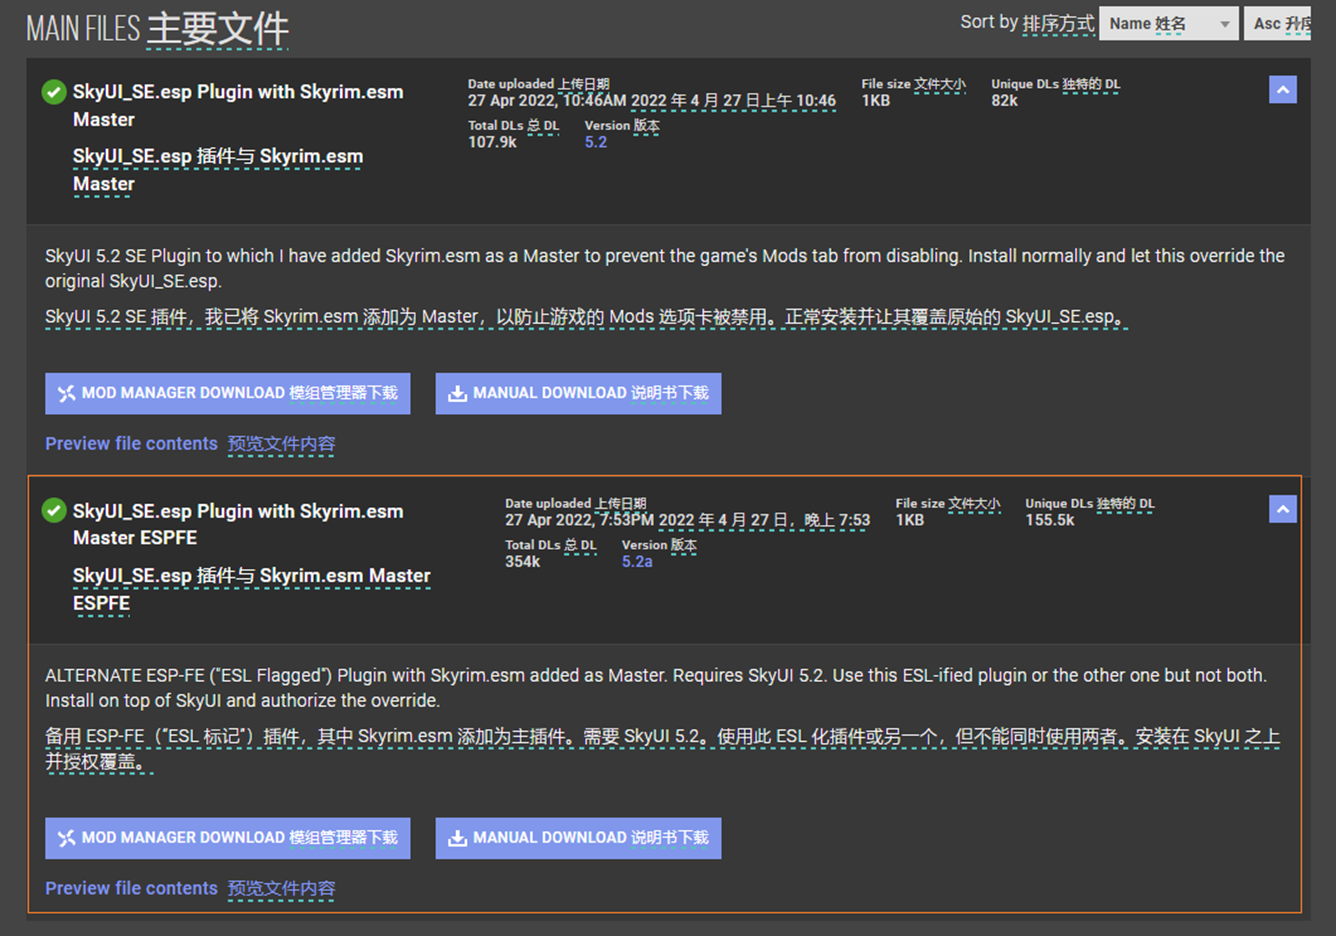 MAIN FILES 主要文件
Sort by 排序方式 Name 姓名 Asc
SkyUI_SE.esp Plugin with Skyrim.esm
Master
SkyUI_SE.esp 插件与 Skyrim.esm
Master
Date uploaded 上传日期
27 Apr 2022, 10:46AM 2022 年 4 月 27 日上午 10:46
File size 文件大小
1KB
Unique DLs 独特的 DL
82k
Total DLs 总 DL
107.9k
Version 版本
5.2
SkyUI 5.2 SE Plugin to which I have added Skyrim.esm as a Master to prevent the game's Mods tab from disabling. Install normally and let this override the
original SkyUI_SE.esp.
SkyUI 5.2 SE 插件，我已将 Skyrim.esm 添加为 Master，以防止游戏的 Mods 选项卡被禁用。正常安装并让其覆盖原始的 SkyUI_SE.esp。
MOD MANAGER DOWNLOAD 模组管理器下载
MANUAL DOWNLOAD 说明书下载
Preview file contents 预览文件内容
SkyUI_SE.esp Plugin with Skyrim.esm
Master ESPFE
SkyUI_SE.esp 插件与 Skyrim.esm Master
ESPFE
Date uploaded 上传日期
27 Apr 2022, 7:53PM 2022 年 4 月 27 日，晚上 7:53
File size 文件大小
1KB
Unique DLs 独特的 DL
155.5k
Total DLs 总 DL
354k
Version 版本
5.2a
ALTERNATE ESP-FE ("ESL Flagged") Plugin with Skyrim.esm added as Master. Requires SkyUI 5.2. Use this ESL-ified plugin or the other one but not both.
Install on top of SkyUI and authorize the override.
备用 ESP-FE（"ESL 标记"）插件，其中 Skyrim.esm 添加为主插件。需要 SkyUI 5.2。使用此 ESL 化插件或另一个，但不能同时使用两者。安装在 SkyUI 之上
并授权覆盖。
MOD MANAGER DOWNLOAD 模组管理器下载
MANUAL DOWNLOAD 说明书下载
Preview file contents 预览文件内容